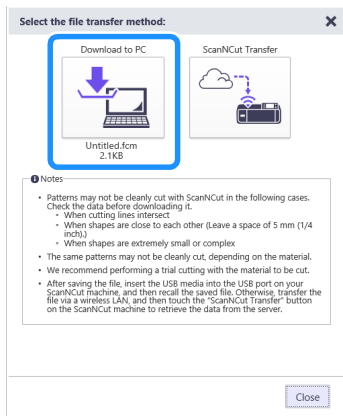 Select the file transfer method:
Download to PC
ScanNCut Transfer
Untitled.fcm
2.1KB
Notes
• Patterns may not be cleanly cut with ScanNCut in the following cases.
Check the data before downloading it.
• When cutting lines intersect
• When shapes are close to each other (Leave a space of 5 mm (1/4
inch).)
• When shapes are extremely small or complex
• The same patterns may not be cleanly cut, depending on the material.
• We recommend performing a trial cutting with the material to be cut.
• After saving the file, insert the USB media into the USB port on your
ScanNCut machine, and then recall the saved file. Otherwise, transfer the
file via a wireless LAN, and then touch the "ScanNCut Transfer" button
on the ScanNCut machine to retrieve the data from the server.
Close